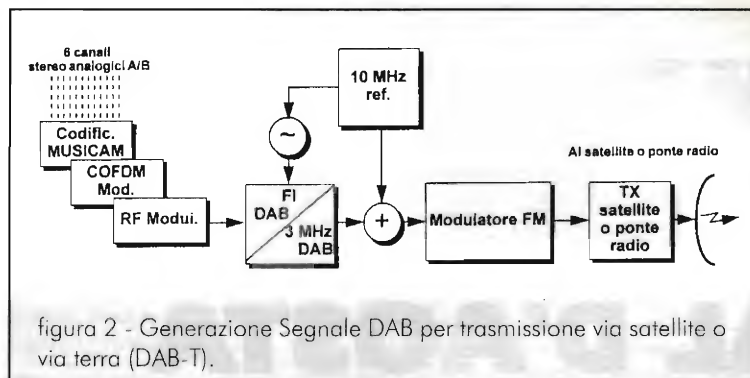 6 canali
stereo analogici A/B
Codific.
MUSICAM
COFDM
Mod.
RF Modui.
10 MHz
ref.
~
FI
DAB
3 MHz
DAB
+
Modulatore FM
Al satellite o ponte radio
TX
satellite
o ponte
radio
figura 2 - Generazione Segnale DAB per trasmissione via satellite o
via terra (DAB-T).